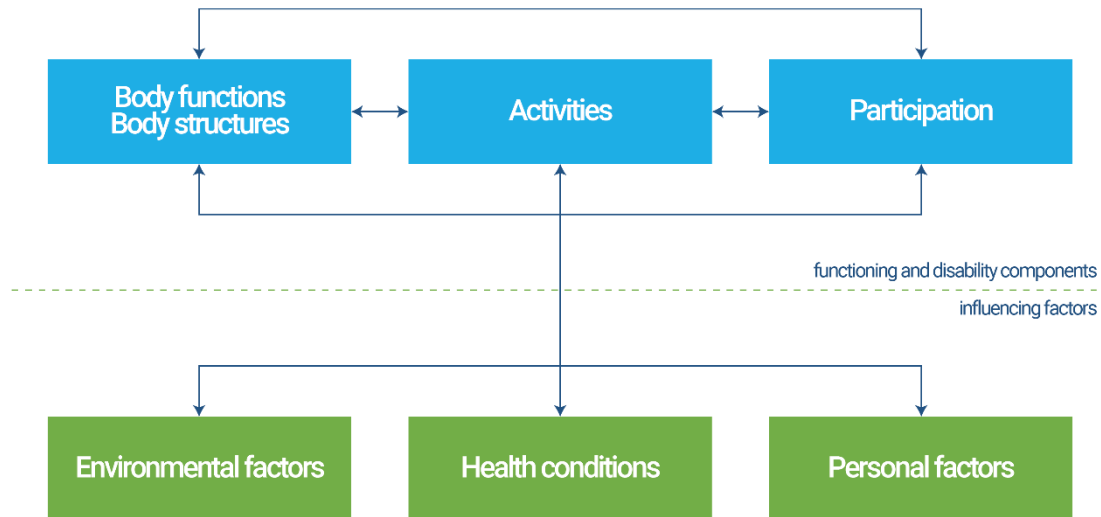 Body functions
Body structures
Activities
Participation
functioning and disability components
influencing factors
Environmental factors
Health conditions
Personal factors